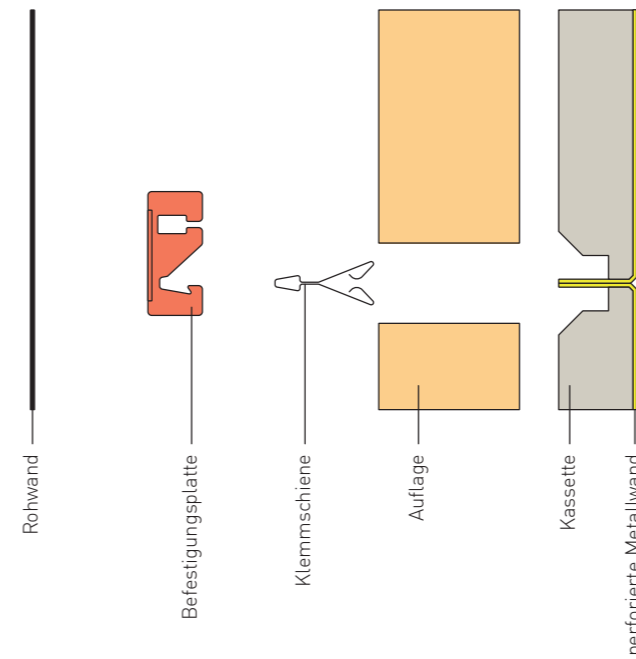 Rohwand
Befestigungsplatte
Klemmschiene
Auflage
Kassette
perforierte Metallwand